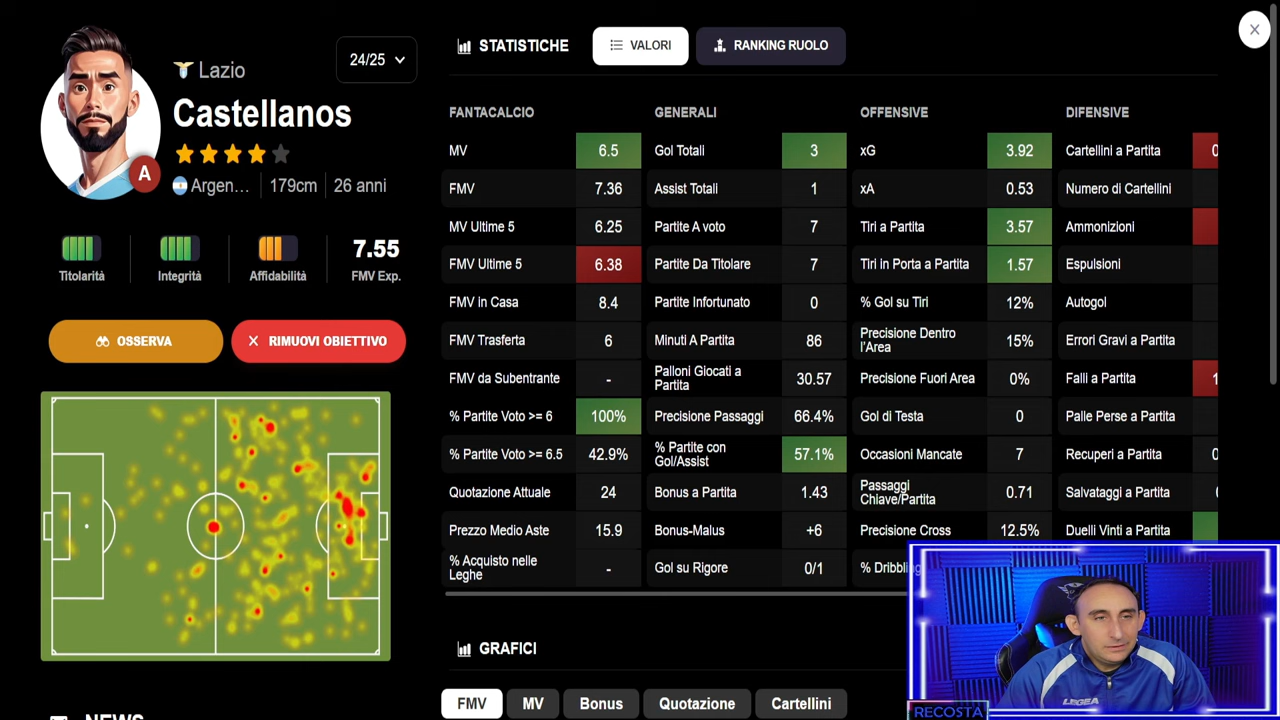 Lazio
24/25
Castellanos
A
Argen...
179cm
26 anni
Titolarità
Integrità
Affidabilità
7.55
FMV Exp.
OSSERVA
RIMUOVI OBIETTIVO
STATISTICHE
VALORI
RANKING RUOLO
FANTACALCIO
MV 6.5
FMV 7.36
MV Ultime 5 6.25
FMV Ultime 5 6.38
FMV in Casa 8.4
FMV Trasferta 6
FMV da Subentrante -
% Partite Voto >= 6 100%
% Partite Voto >= 6.5 42.9%
Quotazione Attuale 24
Prezzo Medio Aste 15.9
% Acquisto nelle
Leghe -
GENERALI
Gol Totali 3
Assist Totali 1
Partite A voto 7
Partite Da Titolare 7
Partite Infortunato 0
Minuti A Partita 86
Palloni Giocati a
Partita 30.57
Precisione Passaggi 66.4%
% Partite con
Gol/Assist 57.1%
Bonus a Partita 1.43
Bonus-Malus +6
Gol su Rigore 0/1
OFFENSIVE
xG 3.92
xA 0.53
Tiri a Partita 3.57
Tiri in Porta a Partita 1.57
% Gol su Tiri 12%
Precisione Dentro
l'Area 15%
Precisione Fuori Area 0%
Gol di Testa 0
Occasioni Mancate 7
Passaggi
Chiave/Partita 0.71
Precisione Cross 12.5%
% Dribbling
DIFENSIVE
Cartellini a Partita
Numero di Cartellini
Ammonizioni
Espulsioni
Autogol
Errori Gravi a Partita
Falli a Partita
Palle Perse a Partita
Recuperi a Partita
Salvataggi a Partita
Duelli Vinti a Partita
GRAFICI
FMV
MV
Bonus
Quotazione
Cartellini
NEWS
LEGEA
RECOSTA